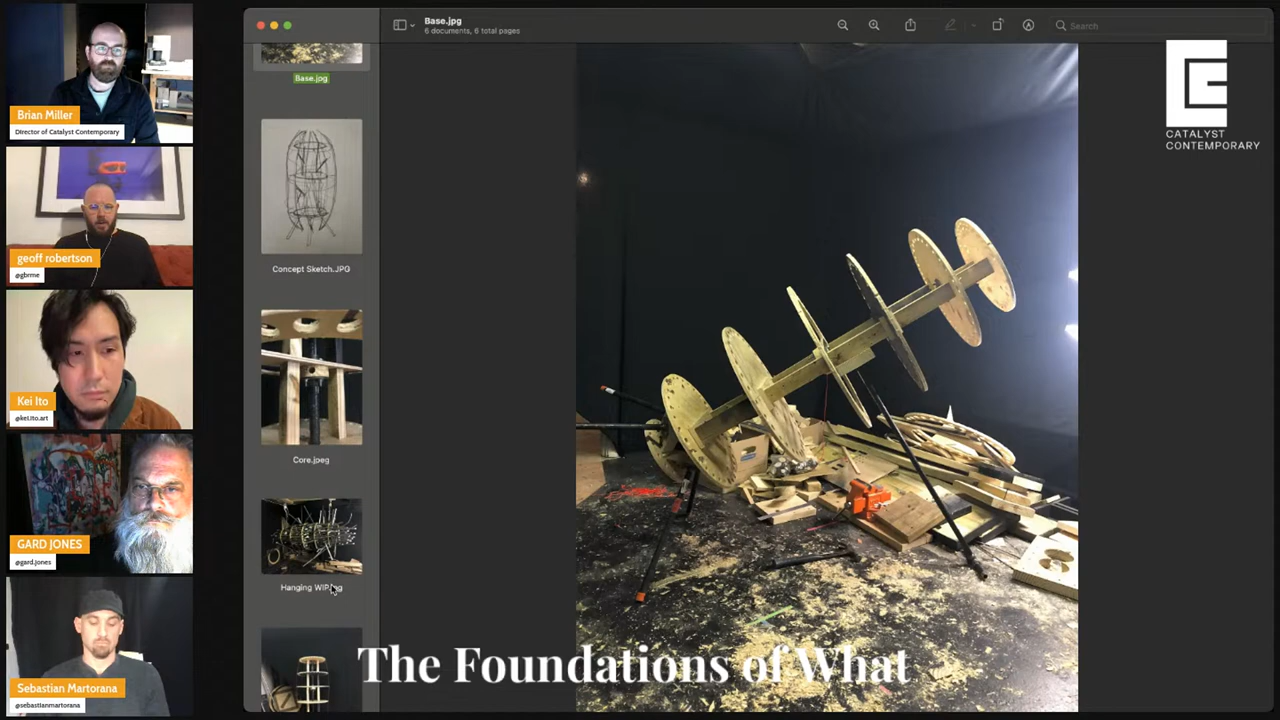 Brian Miller
Director of Catalyst Contemporary
geoff robertson
@gbrme
Kei Ito
@kei.ito.art
GARD JONES
@gard.jones
Sebastian Martorana
@sebastianmartorana
Base.jpg
6 documents, 6 total pages
Search
Base.jpg
Concept Sketch.JPG
Core.jpeg
Hanging WIP
CATALYST
CONTEMPORARY
The Foundations of What